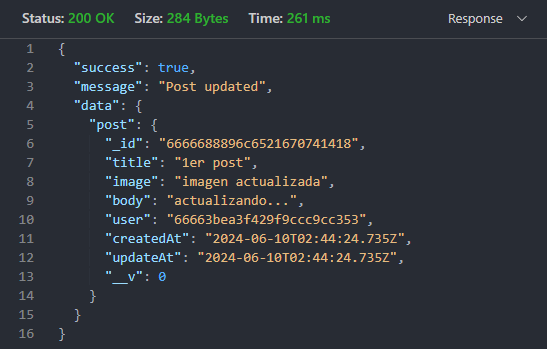 Status: 200 OK Size: 284 Bytes Time: 261 ms Response
1 {
2 "success": true,
3 "message": "Post updated",
4 "data": {
5 "post": {
6 "_id": "6666688896c6521670741418",
7 "title": "1er post",
8 "image": "imagen actualizada",
9 "body": "actualizando...",
10 "user": "66663bea3f429f9ccc9cc353",
11 "createdAt": "2024-06-10T02:44:24.735Z",
12 "updateAt": "2024-06-10T02:44:24.735Z",
13 "__v": 0
14 }
15 }
16 }